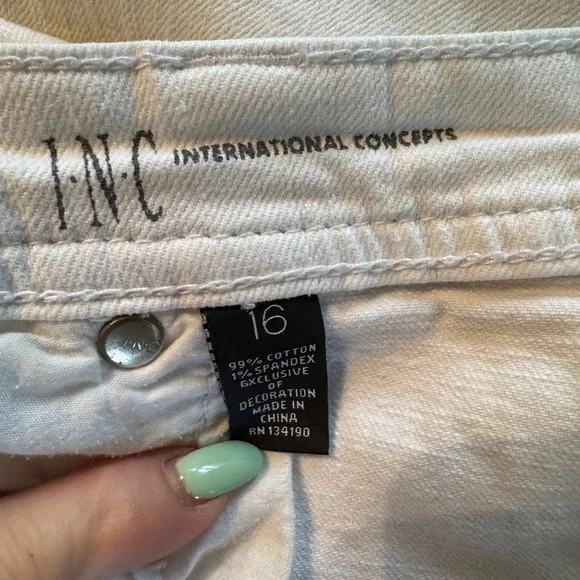 I·N·C INTERNATIONAL CONCEPTS
I·N·C
16
99% COTTON
1% SPANDEX
EXCLUSIVE
OF
DECORATION
MADE IN
CHINA
RN 134190